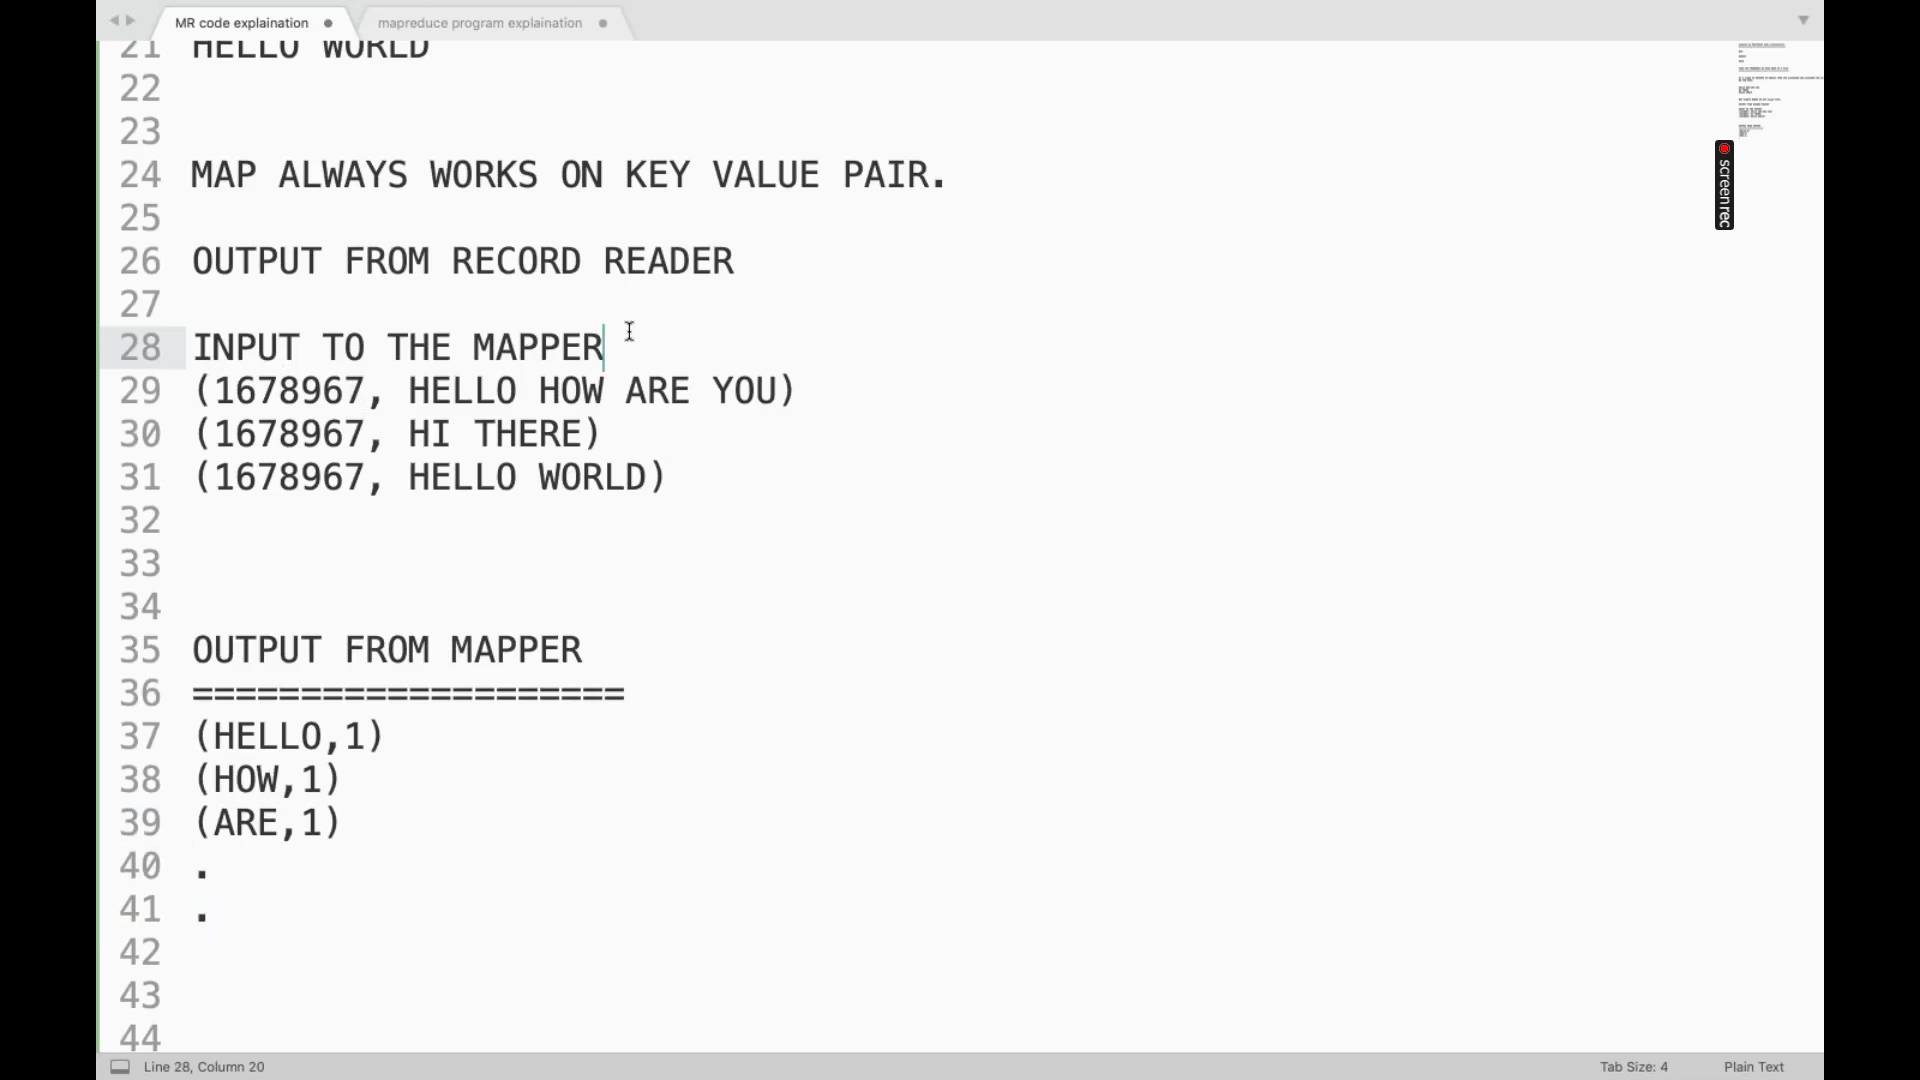 MR code explaination
mapreduce program explaination
21 HELLO WORLD
22
23
24 MAP ALWAYS WORKS ON KEY VALUE PAIR.
25
26 OUTPUT FROM RECORD READER
27
28 INPUT TO THE MAPPER
29 (1678967, HELLO HOW ARE YOU)
30 (1678967, HI THERE)
31 (1678967, HELLO WORLD)
32
33
34
35 OUTPUT FROM MAPPER
36 ====================
37 (HELLO,1)
38 (HOW,1)
39 (ARE,1)
40 .
41 .
42
43
44
screenrec
Line 28, Column 20
Tab Size: 4
Plain Text